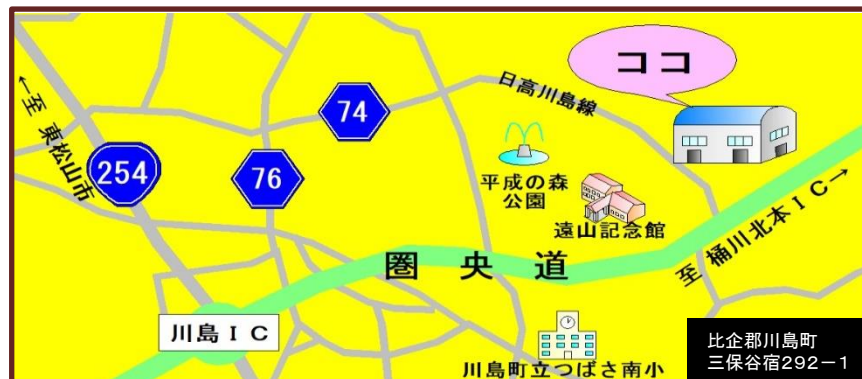 ココ
日高川島線
74
←至 東松山市
254
76
平成の森
公園
遠山記念館
圏央道
至 桶川北本IC→
川島IC
川島町立つばさ南小
比企郡川島町
三保谷宿292－1